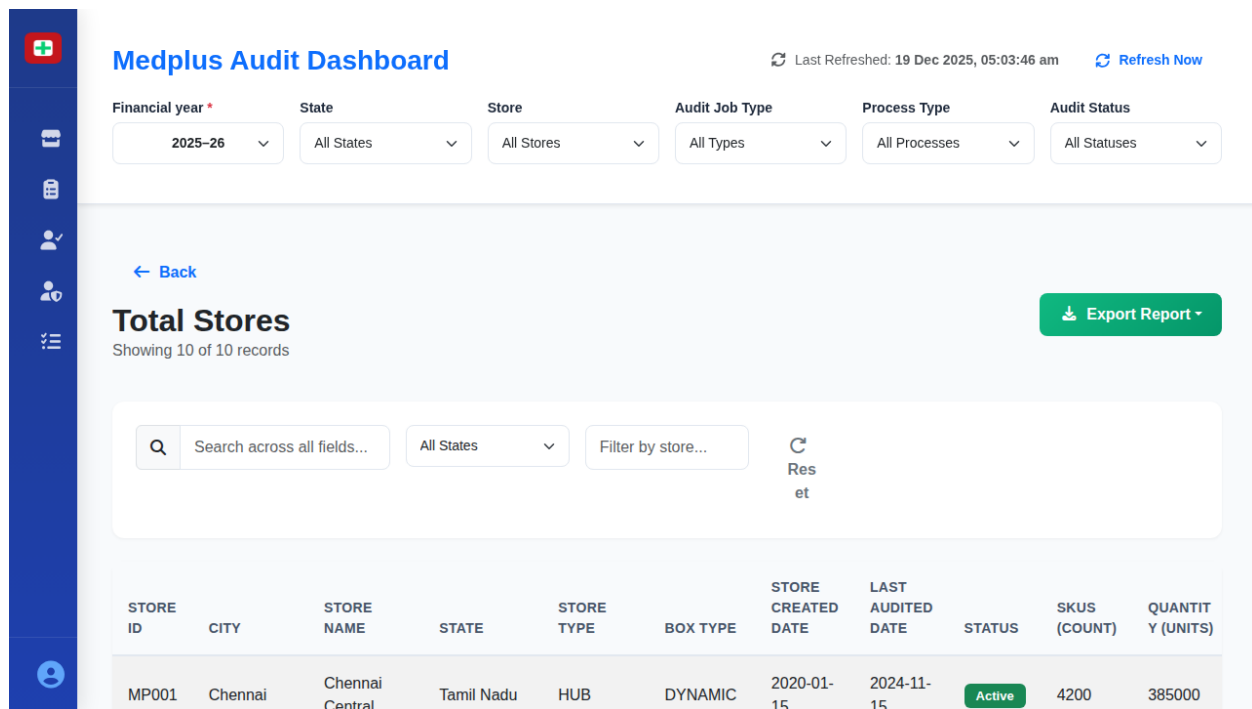 Medplus Audit Dashboard
Last Refreshed: 19 Dec 2025, 05:03:46 am
Refresh Now
Financial year *
State
Store
Audit Job Type
Process Type
Audit Status
2025–26
All States
All Stores
All Types
All Processes
All Statuses
Back
Total Stores
Showing 10 of 10 records
Export Report
Search across all fields...
All States
Filter by store...
Res
et
STORE
ID
CITY
STORE
NAME
STATE
STORE
TYPE
BOX TYPE
STORE
CREATED
DATE
LAST
AUDITED
DATE
STATUS
SKUS
(COUNT)
QUANTIT
Y (UNITS)
MP001
Chennai
Chennai
Central
Tamil Nadu
HUB
DYNAMIC
2020-01-
15
2024-11-
15
Active
4200
385000